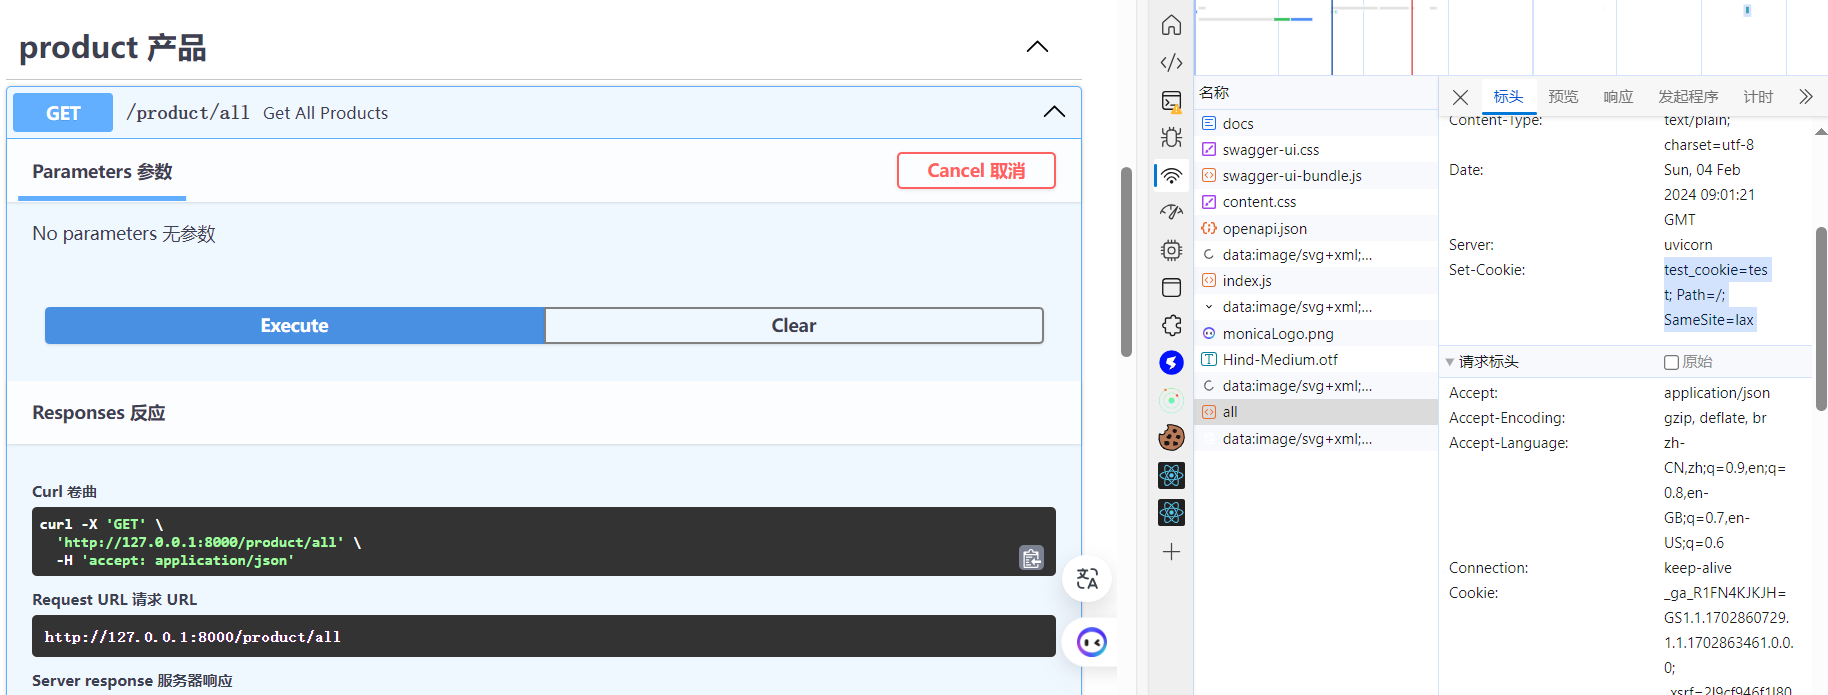 product 产品
GET /product/all Get All Products
Parameters 参数
Cancel 取消
No parameters 无参数
Execute
Clear
Responses 反应
Curl 卷曲
curl -X 'GET' \
'http://127.0.0.1:8000/product/all' \
-H 'accept: application/json'
Request URL 请求 URL
http://127.0.0.1:8000/product/all
Server response 服务器响应
名称
docs
swagger-ui.css
swagger-ui-bundle.js
content.css
openapi.json
data:image/svg+xml;...
index.js
data:image/svg+xml;...
monicaLogo.png
Hind-Medium.otf
data:image/svg+xml;...
all
data:image/svg+xml;...
标头 预览 响应 发起程序 计时
Content-Type: text/plain;
charset=utf-8
Date: Sun, 04 Feb
2024 09:01:21
GMT
Server: uvicorn
Set-Cookie: test_cookie=tes
t; Path=/;
SameSite=lax
请求标头 原始
Accept: application/json
Accept-Encoding: gzip, deflate, br
Accept-Language: zh-
CN,zh;q=0.9,en;q=
0.8,en-
GB;q=0.7,en-
US;q=0.6
Connection: keep-alive
Cookie: _ga_R1FN4KJKJH=
GS1.1.1702860729.
1.1.1702863461.0.0.
0;